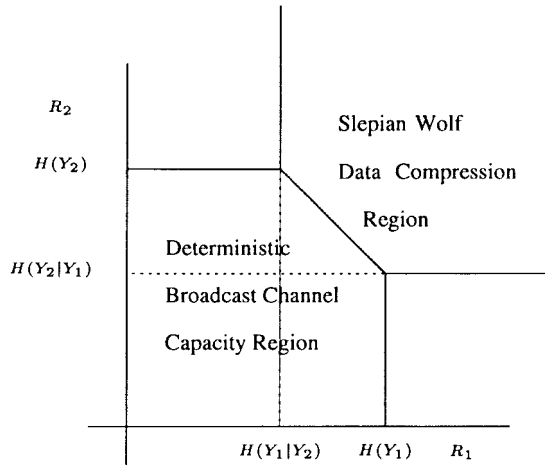 R₂
Slepian Wolf
H(Y₂)
Data Compression
Region
Deterministic
H(Y₂|Y₁)
Broadcast Channel
Capacity Region
H(Y₁|Y₂)
H(Y₁)
R₁